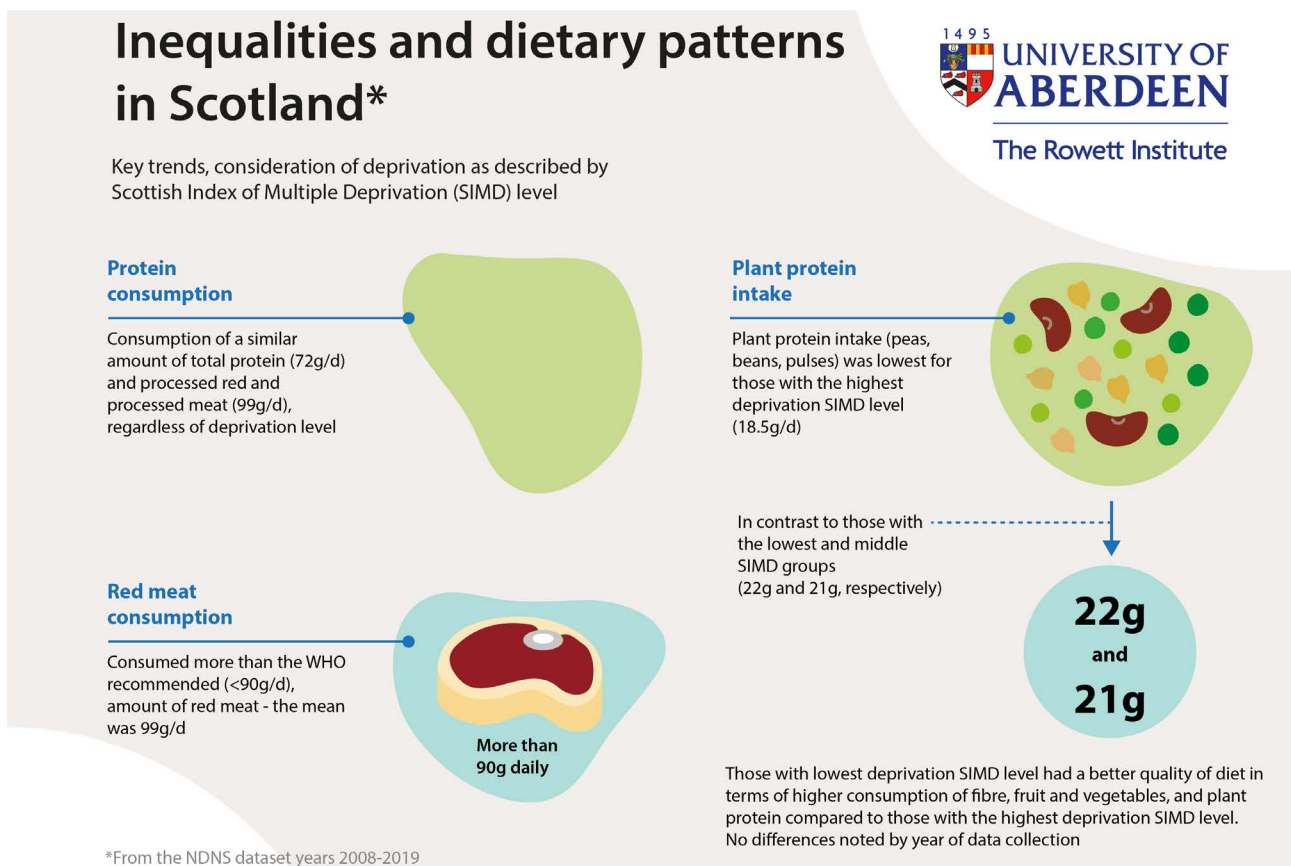 Inequalities and dietary patterns
in Scotland*
Key trends, consideration of deprivation as described by
Scottish Index of Multiple Deprivation (SIMD) level
1495
UNIVERSITY OF
ABERDEEN
The Rowett Institute
Protein
consumption
Consumption of a similar
amount of total protein (72g/d)
and processed red and
processed meat (99g/d),
regardless of deprivation level
Plant protein
intake
Plant protein intake (peas,
beans, pulses) was lowest for
those with the highest
deprivation SIMD level
(18.5g/d)
In contrast to those with
the lowest and middle
SIMD groups
(22g and 21g, respectively)
22g
and
21g
Red meat
consumption
Consumed more than the WHO
recommended (<90g/d),
amount of red meat - the mean
was 99g/d
More than
90g daily
Those with lowest deprivation SIMD level had a better quality of diet in
terms of higher consumption of fibre, fruit and vegetables, and plant
protein compared to those with the highest deprivation SIMD level.
No differences noted by year of data collection
*From the NDNS dataset years 2008-2019